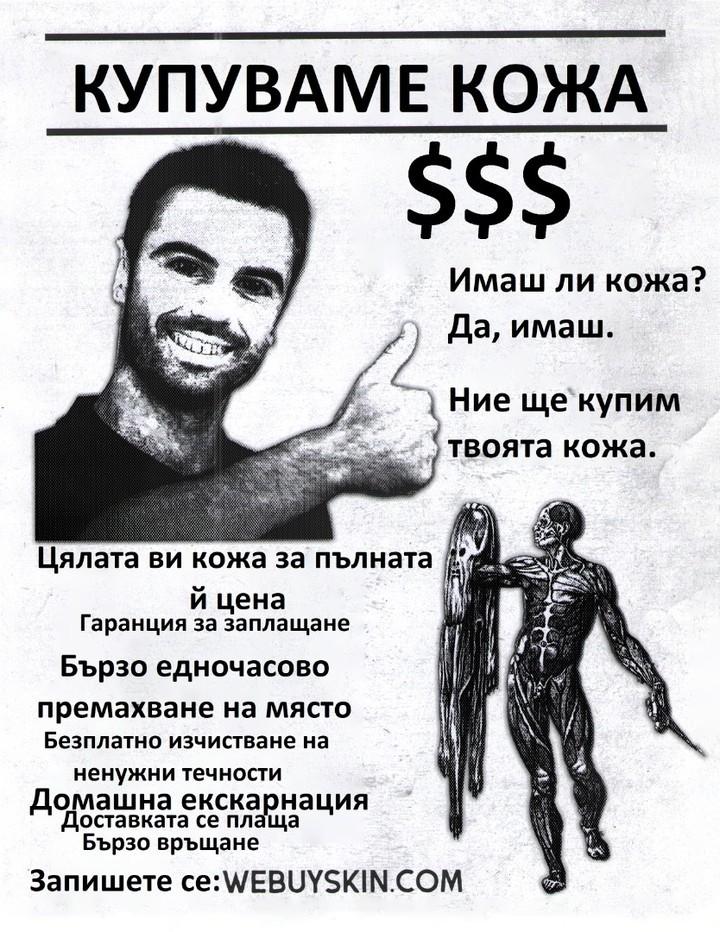 КУПУВАМЕ КОЖА
$$$
Имаш ли кожа?
Да, имаш.
Ние ще купим
твоята кожа.
Цялата ви кожа за пълната
й цена
Гаранция за заплащане
Бързо едночасово
премахване на място
Безплатно изчистване на
ненужни течности
Домашна екскарнация
Доставката се плаща
Бързо връщане
Запишете се:WEBUYSKIN.COM